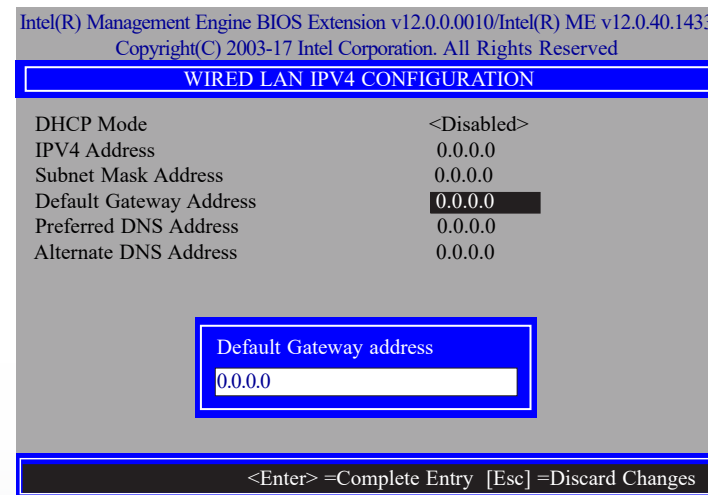 Intel(R) Management Engine BIOS Extension v12.0.0.0010/Intel(R) ME v12.0.40.1433
Copyright(C) 2003-17 Intel Corporation. All Rights Reserved
WIRED LAN IPV4 CONFIGURATION
DHCP Mode <Disabled>
IPV4 Address 0.0.0.0
Subnet Mask Address 0.0.0.0
Default Gateway Address 0.0.0.0
Preferred DNS Address 0.0.0.0
Alternate DNS Address 0.0.0.0
Default Gateway address
0.0.0.0
<Enter> =Complete Entry [Esc] =Discard Changes